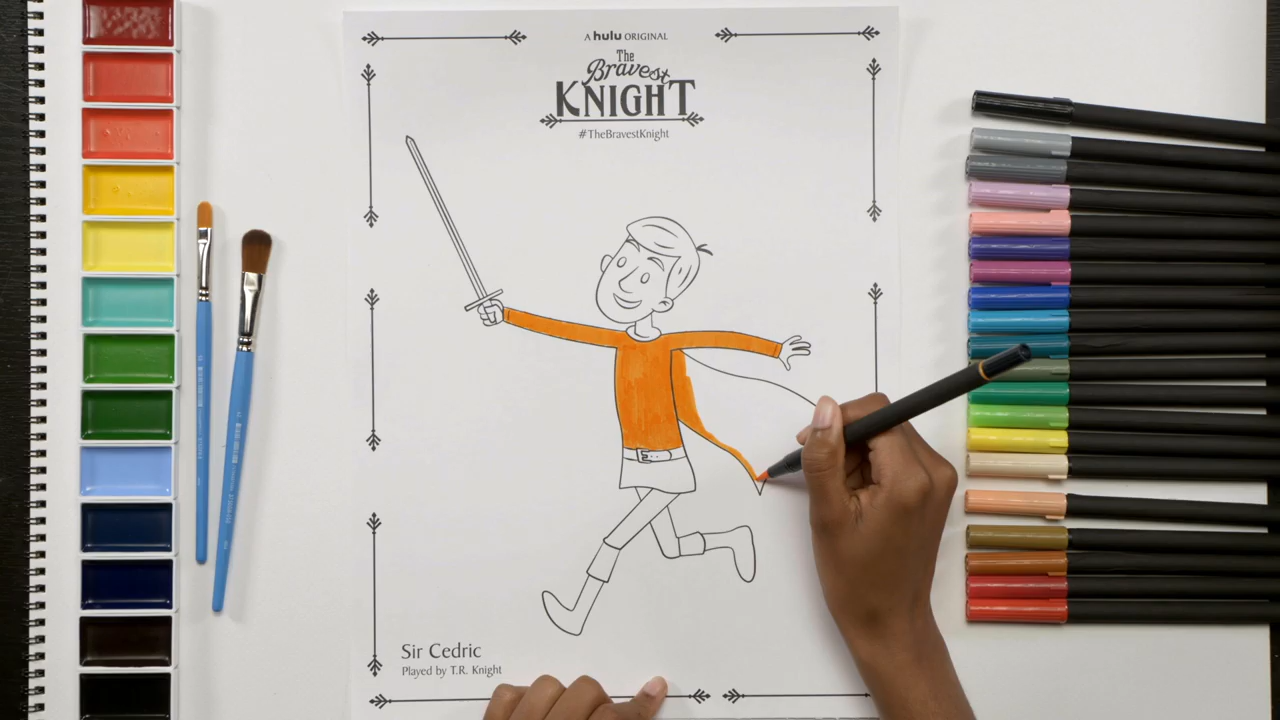 A hulu ORIGINAL
The
Bravest
KNIGHT
#TheBravestKnight
Sir Cedric
Played by T.R. Knight